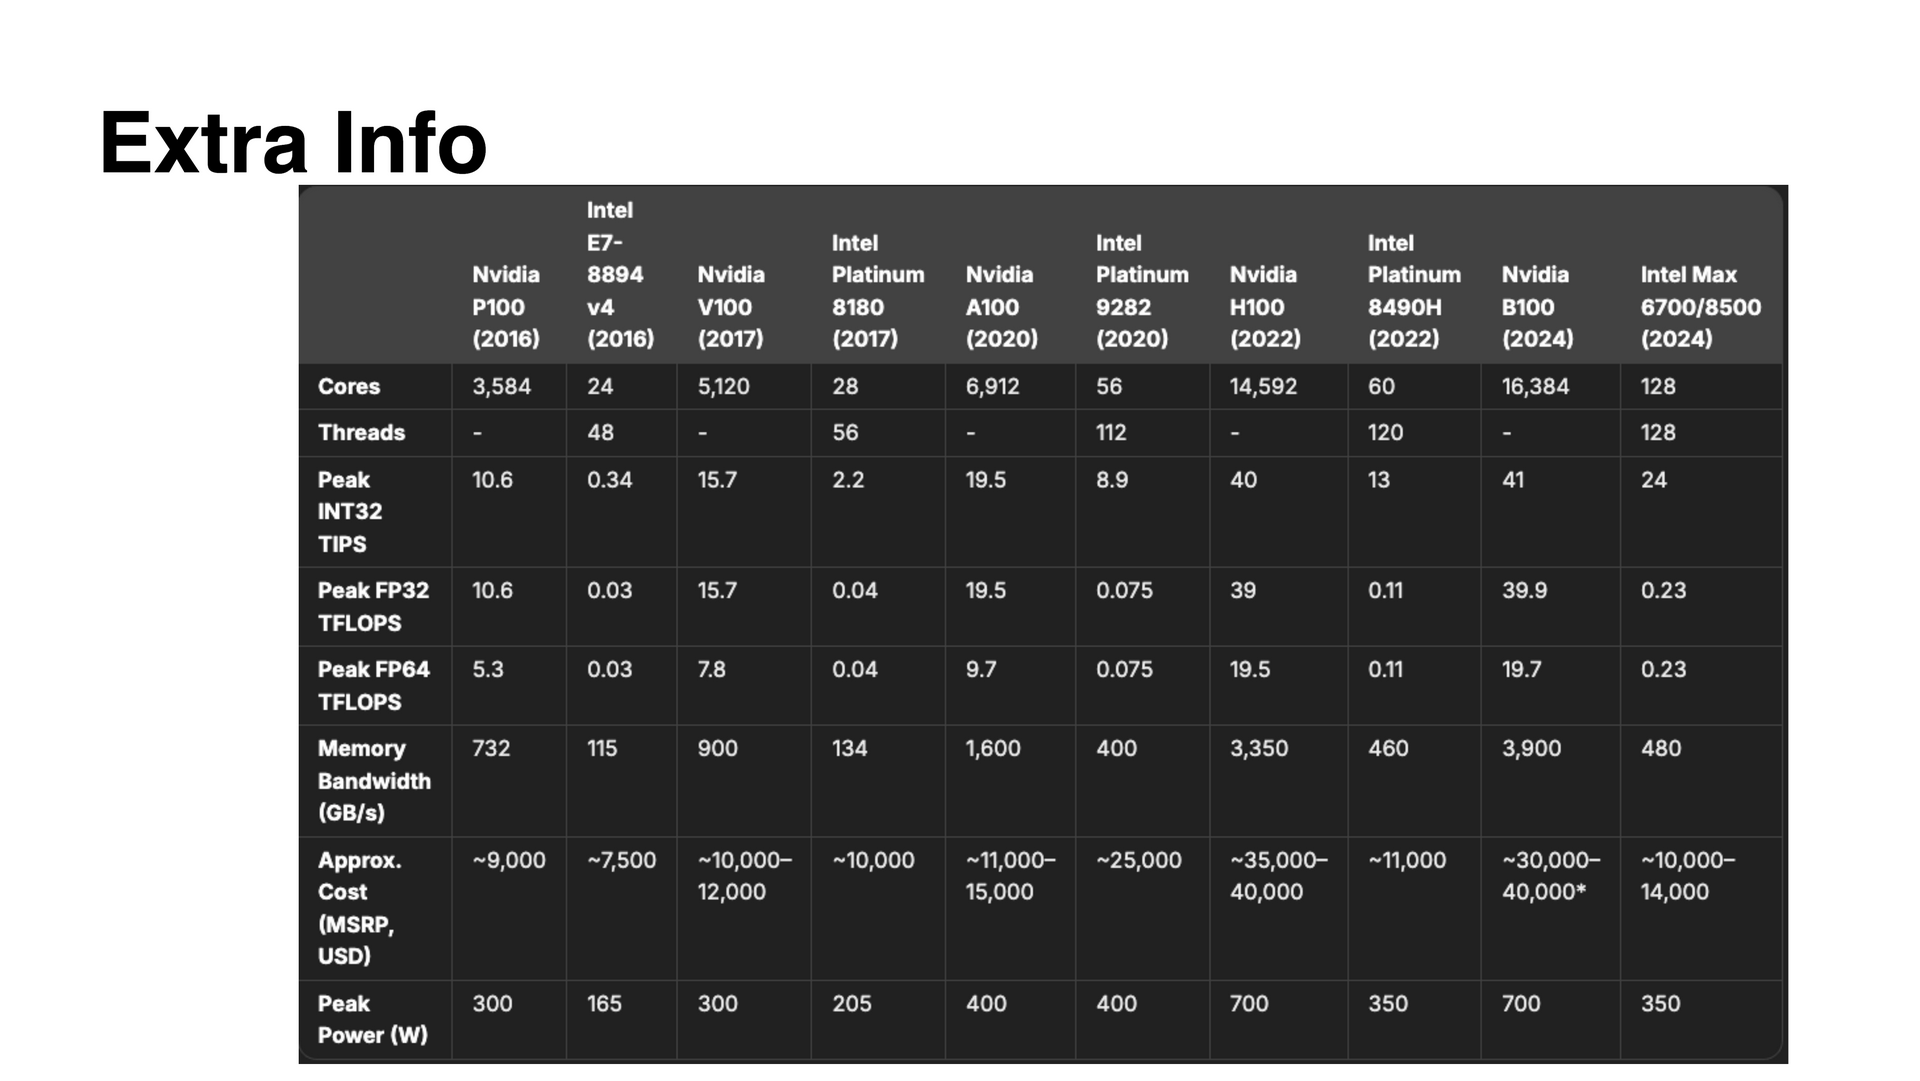 Extra Info
Nvidia P100 (2016) Intel E7-8894 v4 (2016) Nvidia V100 (2017) Intel Platinum 8180 (2017) Nvidia A100 (2020) Intel Platinum 9282 (2020) Nvidia H100 (2022) Intel Platinum 8490H (2022) Nvidia B100 (2024) Intel Max 6700/8500 (2024)
Cores 3,584 24 5,120 28 6,912 56 14,592 60 16,384 128
Threads - 48 - 56 - 112 - 120 - 128
Peak INT32 TIPS 10.6 0.34 15.7 2.2 19.5 8.9 40 13 41 24
Peak FP32 TFLOPS 10.6 0.03 15.7 0.04 19.5 0.075 39 0.11 39.9 0.23
Peak FP64 TFLOPS 5.3 0.03 7.8 0.04 9.7 0.075 19.5 0.11 19.7 0.23
Memory Bandwidth (GB/s) 732 115 900 134 1,600 400 3,350 460 3,900 480
Approx. Cost (MSRP, USD) ~9,000 ~7,500 ~10,000–12,000 ~10,000 ~11,000–15,000 ~25,000 ~35,000–40,000 ~11,000 ~30,000–40,000* ~10,000–14,000
Peak Power (W) 300 165 300 205 400 400 700 350 700 350